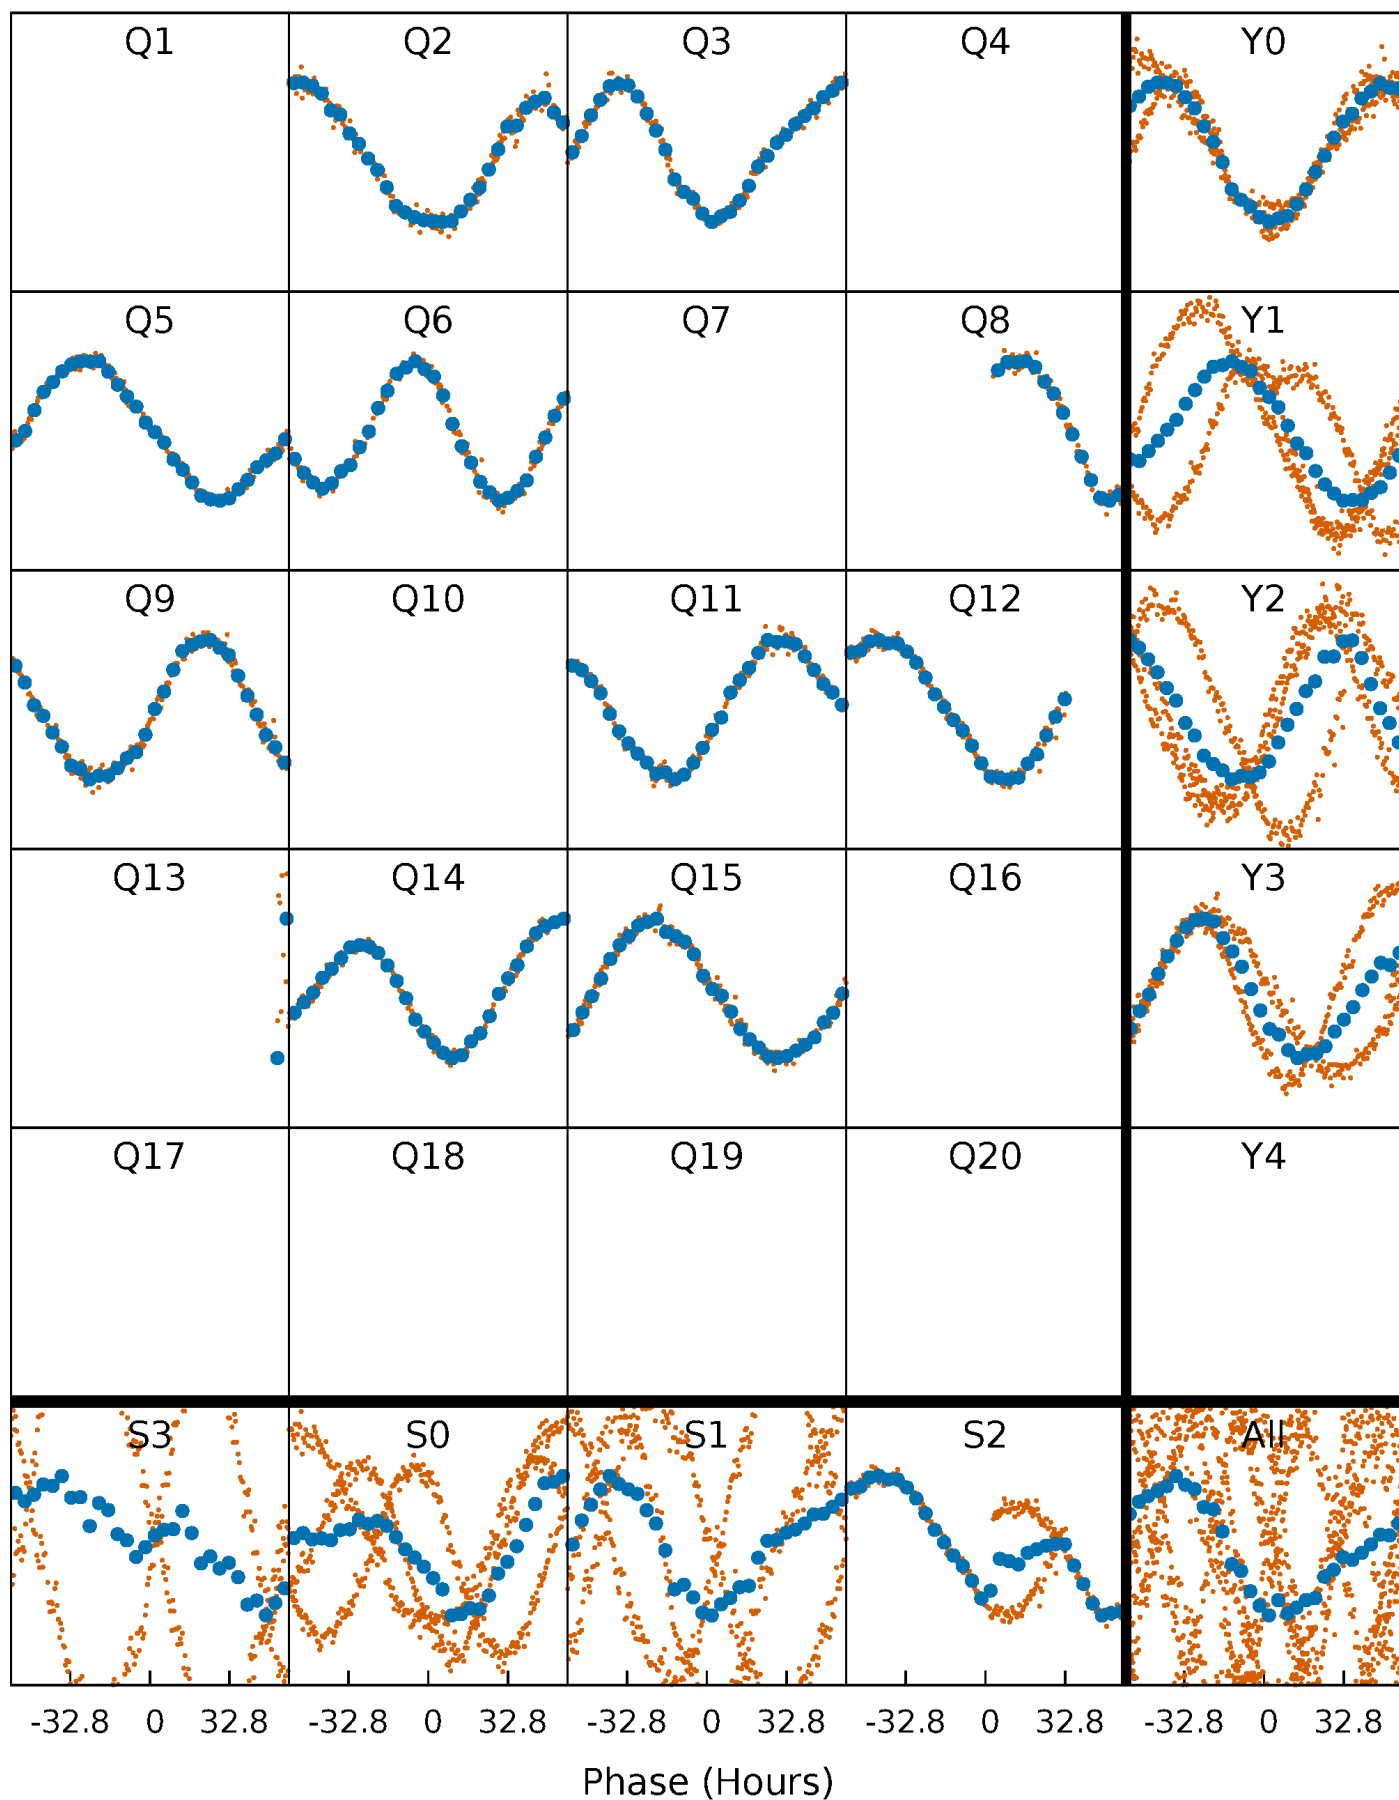 Q1 Q2 Q3 Q4 Y0
Q5 Q6 Q7 Q8 Y1
Q9 Q10 Q11 Q12 Y2
Q13 Q14 Q15 Q16 Y3
Q17 Q18 Q19 Q20 Y4
S3 S0 S1 S2 All
-32.8 0 32.8 -32.8 0 32.8 -32.8 0 32.8 -32.8 0 32.8 -32.8 0 32.8
Phase (Hours)